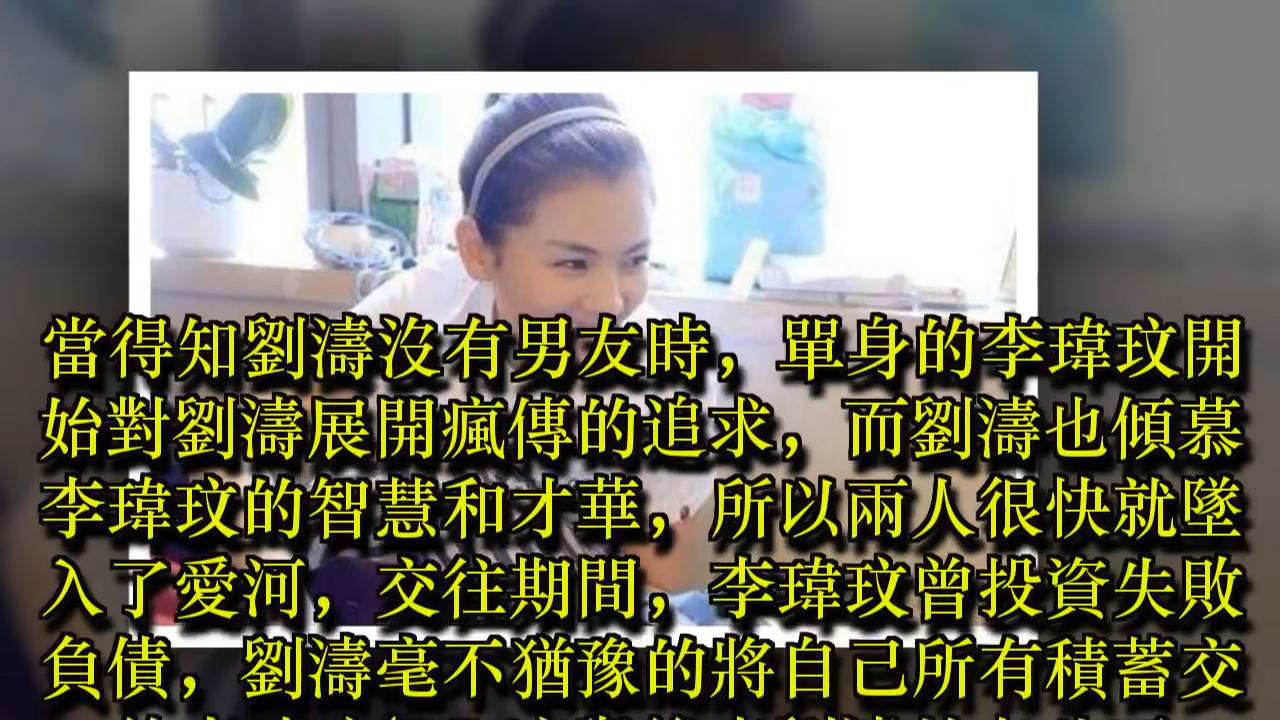 當得知劉濤沒有男友時，單身的李瑋玟開
始對劉濤展開瘋傳的追求，而劉濤也傾慕
李瑋玟的智慧和才華，所以兩人很快就墜
入了愛河，交往期間，李瑋玟曾投資失敗
負債，劉濤毫不猶豫的將自己所有積蓄交